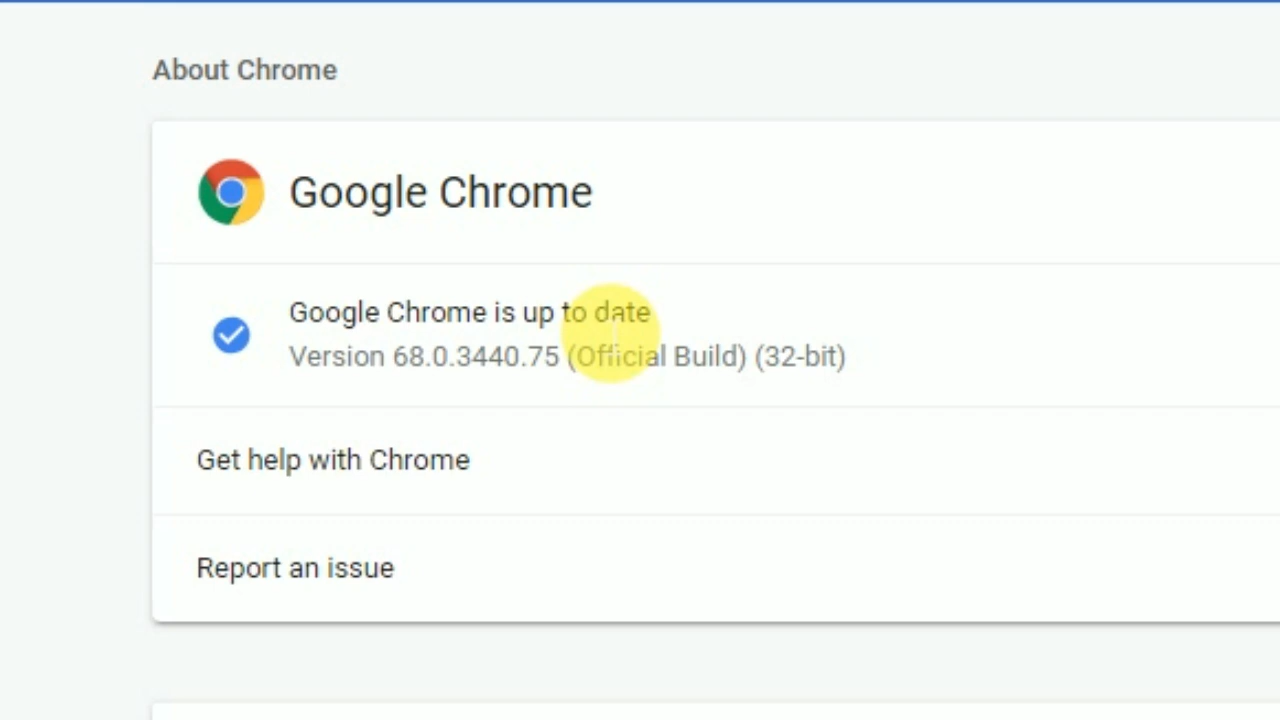 About Chrome
Google Chrome
Google Chrome is up to date
Version 68.0.3440.75 (Official Build) (32-bit)
Get help with Chrome
Report an issue